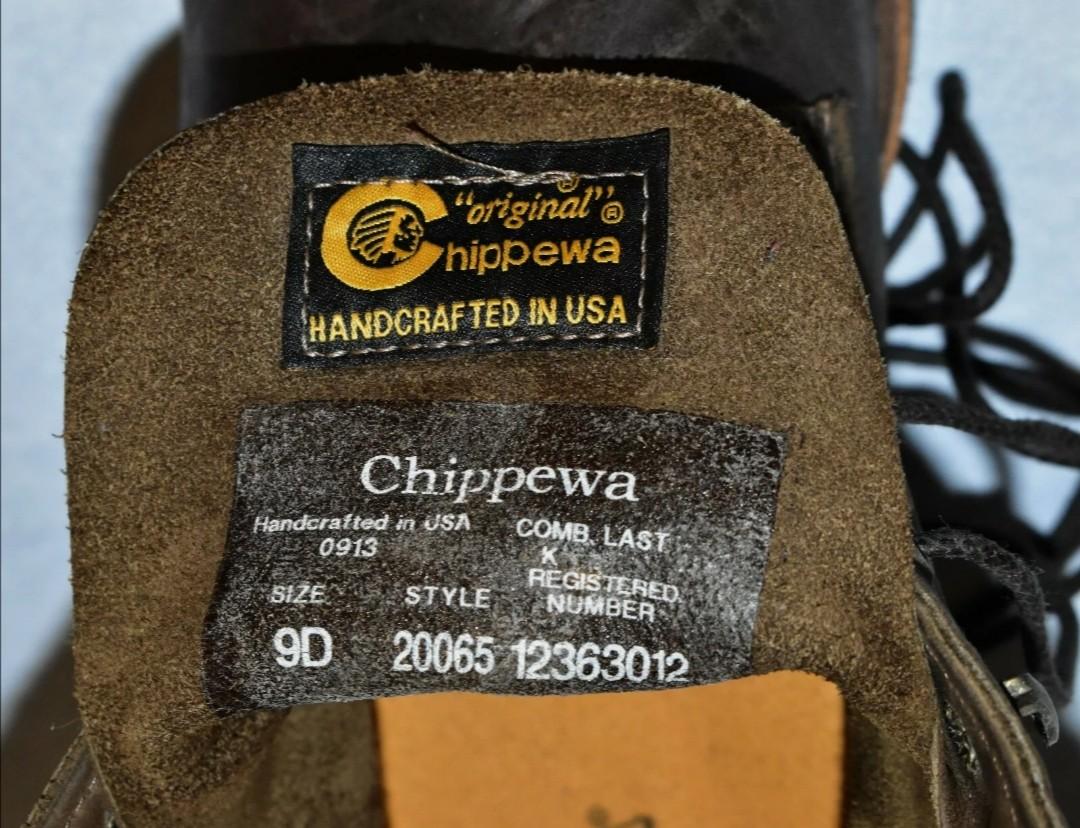 "original"®
Chippewa
HANDCRAFTED IN USA
Chippewa
Handcrafted in USA
0913
COMB. LAST
K
REGISTERED
NUMBER
SIZE
STYLE
9D
20065
12363012